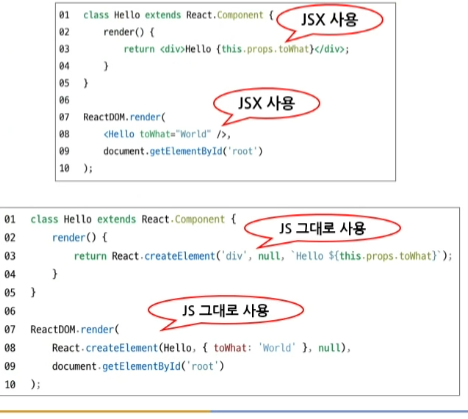 01 class Hello extends React.Component {
JSX 사용
02 render() {
03 return <div>Hello {this.props.toWhat}</div>;
04 }
05 }
06
JSX 사용
07 ReactDOM.render(
08 <Hello toWhat="World" />,
09 document.getElementById('root')
10 );
01 class Hello extends React.Component {
JS 그대로 사용
02 render() {
03 return React.createElement('div', null, `Hello ${this.props.toWhat}`);
04 }
05 }
06
JS 그대로 사용
07 ReactDOM.render(
08 React.createElement(Hello, { toWhat: 'World' }, null),
09 document.getElementById('root')
10 );